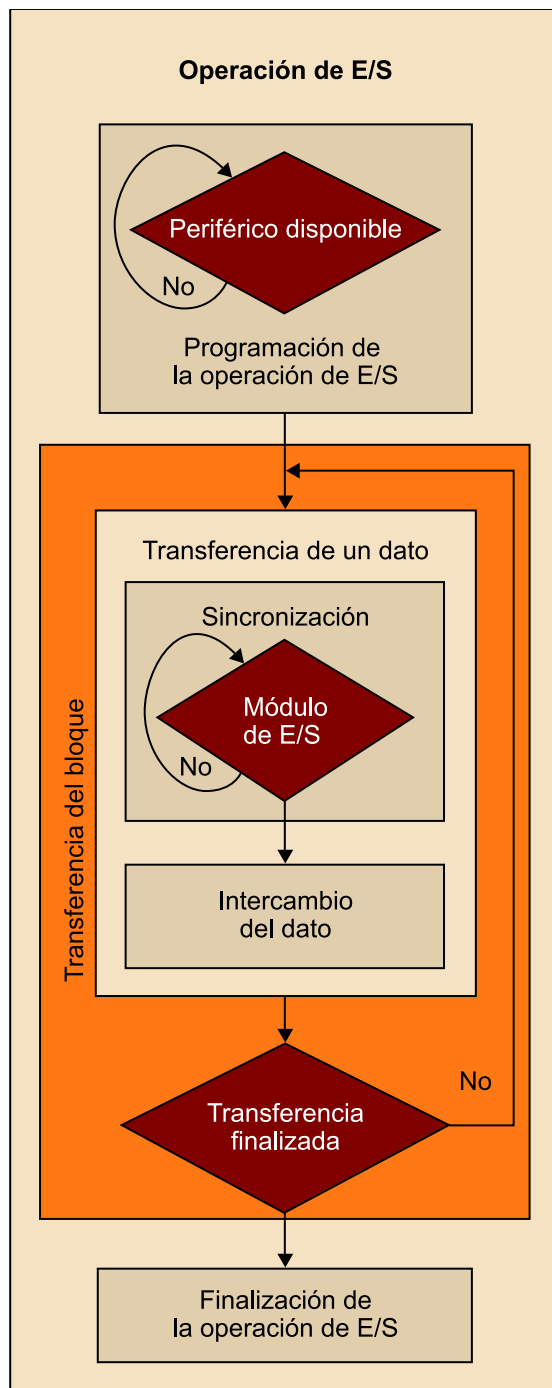 Operación de E/S
Periférico disponible
No
Programación de
la operación de E/S
Transferencia del bloque
Transferencia de un dato
Sincronización
Módulo
de E/S
No
Intercambio
del dato
Transferencia
finalizada
No
Finalización de
la operación de E/S